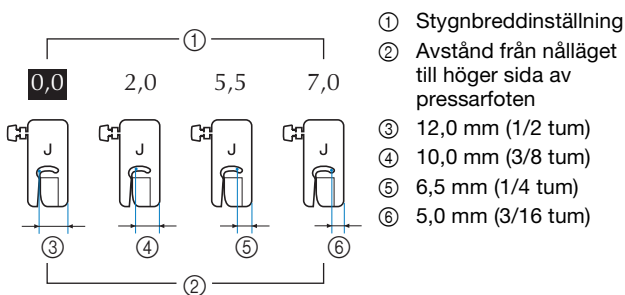 ①
0,0 2,0 5,5 7,0
J J J J
③ ④ ⑤ ⑥
②
① Stygnbreddinställning
② Avstånd från nålläget
till höger sida av
pressarfoten
③ 12,0 mm (1/2 tum)
④ 10,0 mm (3/8 tum)
⑤ 6,5 mm (1/4 tum)
⑥ 5,0 mm (3/16 tum)